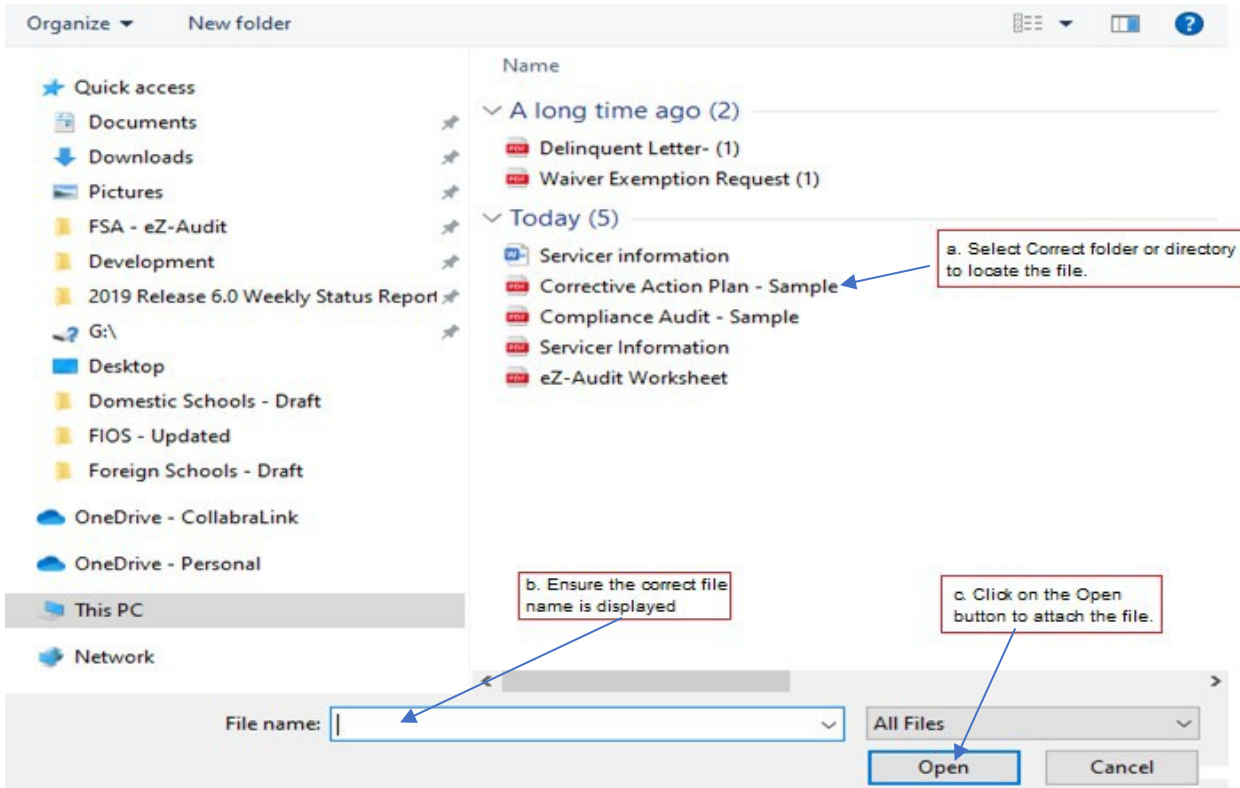 Organize New folder
Name
Quick access
Documents
Downloads
Pictures
FSA - eZ-Audit
Development
2019 Release 6.0 Weekly Status Report
G:\
Desktop
Domestic Schools - Draft
FIOS - Updated
Foreign Schools - Draft
OneDrive - CollabraLink
OneDrive - Personal
This PC
Network
A long time ago (2)
Delinquent Letter- (1)
Waiver Exemption Request (1)
Today (5)
Servicer information
Corrective Action Plan - Sample
Compliance Audit - Sample
Servicer Information
eZ-Audit Worksheet
a. Select Correct folder or directory
to locate the file.
b. Ensure the correct file
name is displayed
c. Click on the Open
button to attach the file.
File name:
All Files
Open Cancel